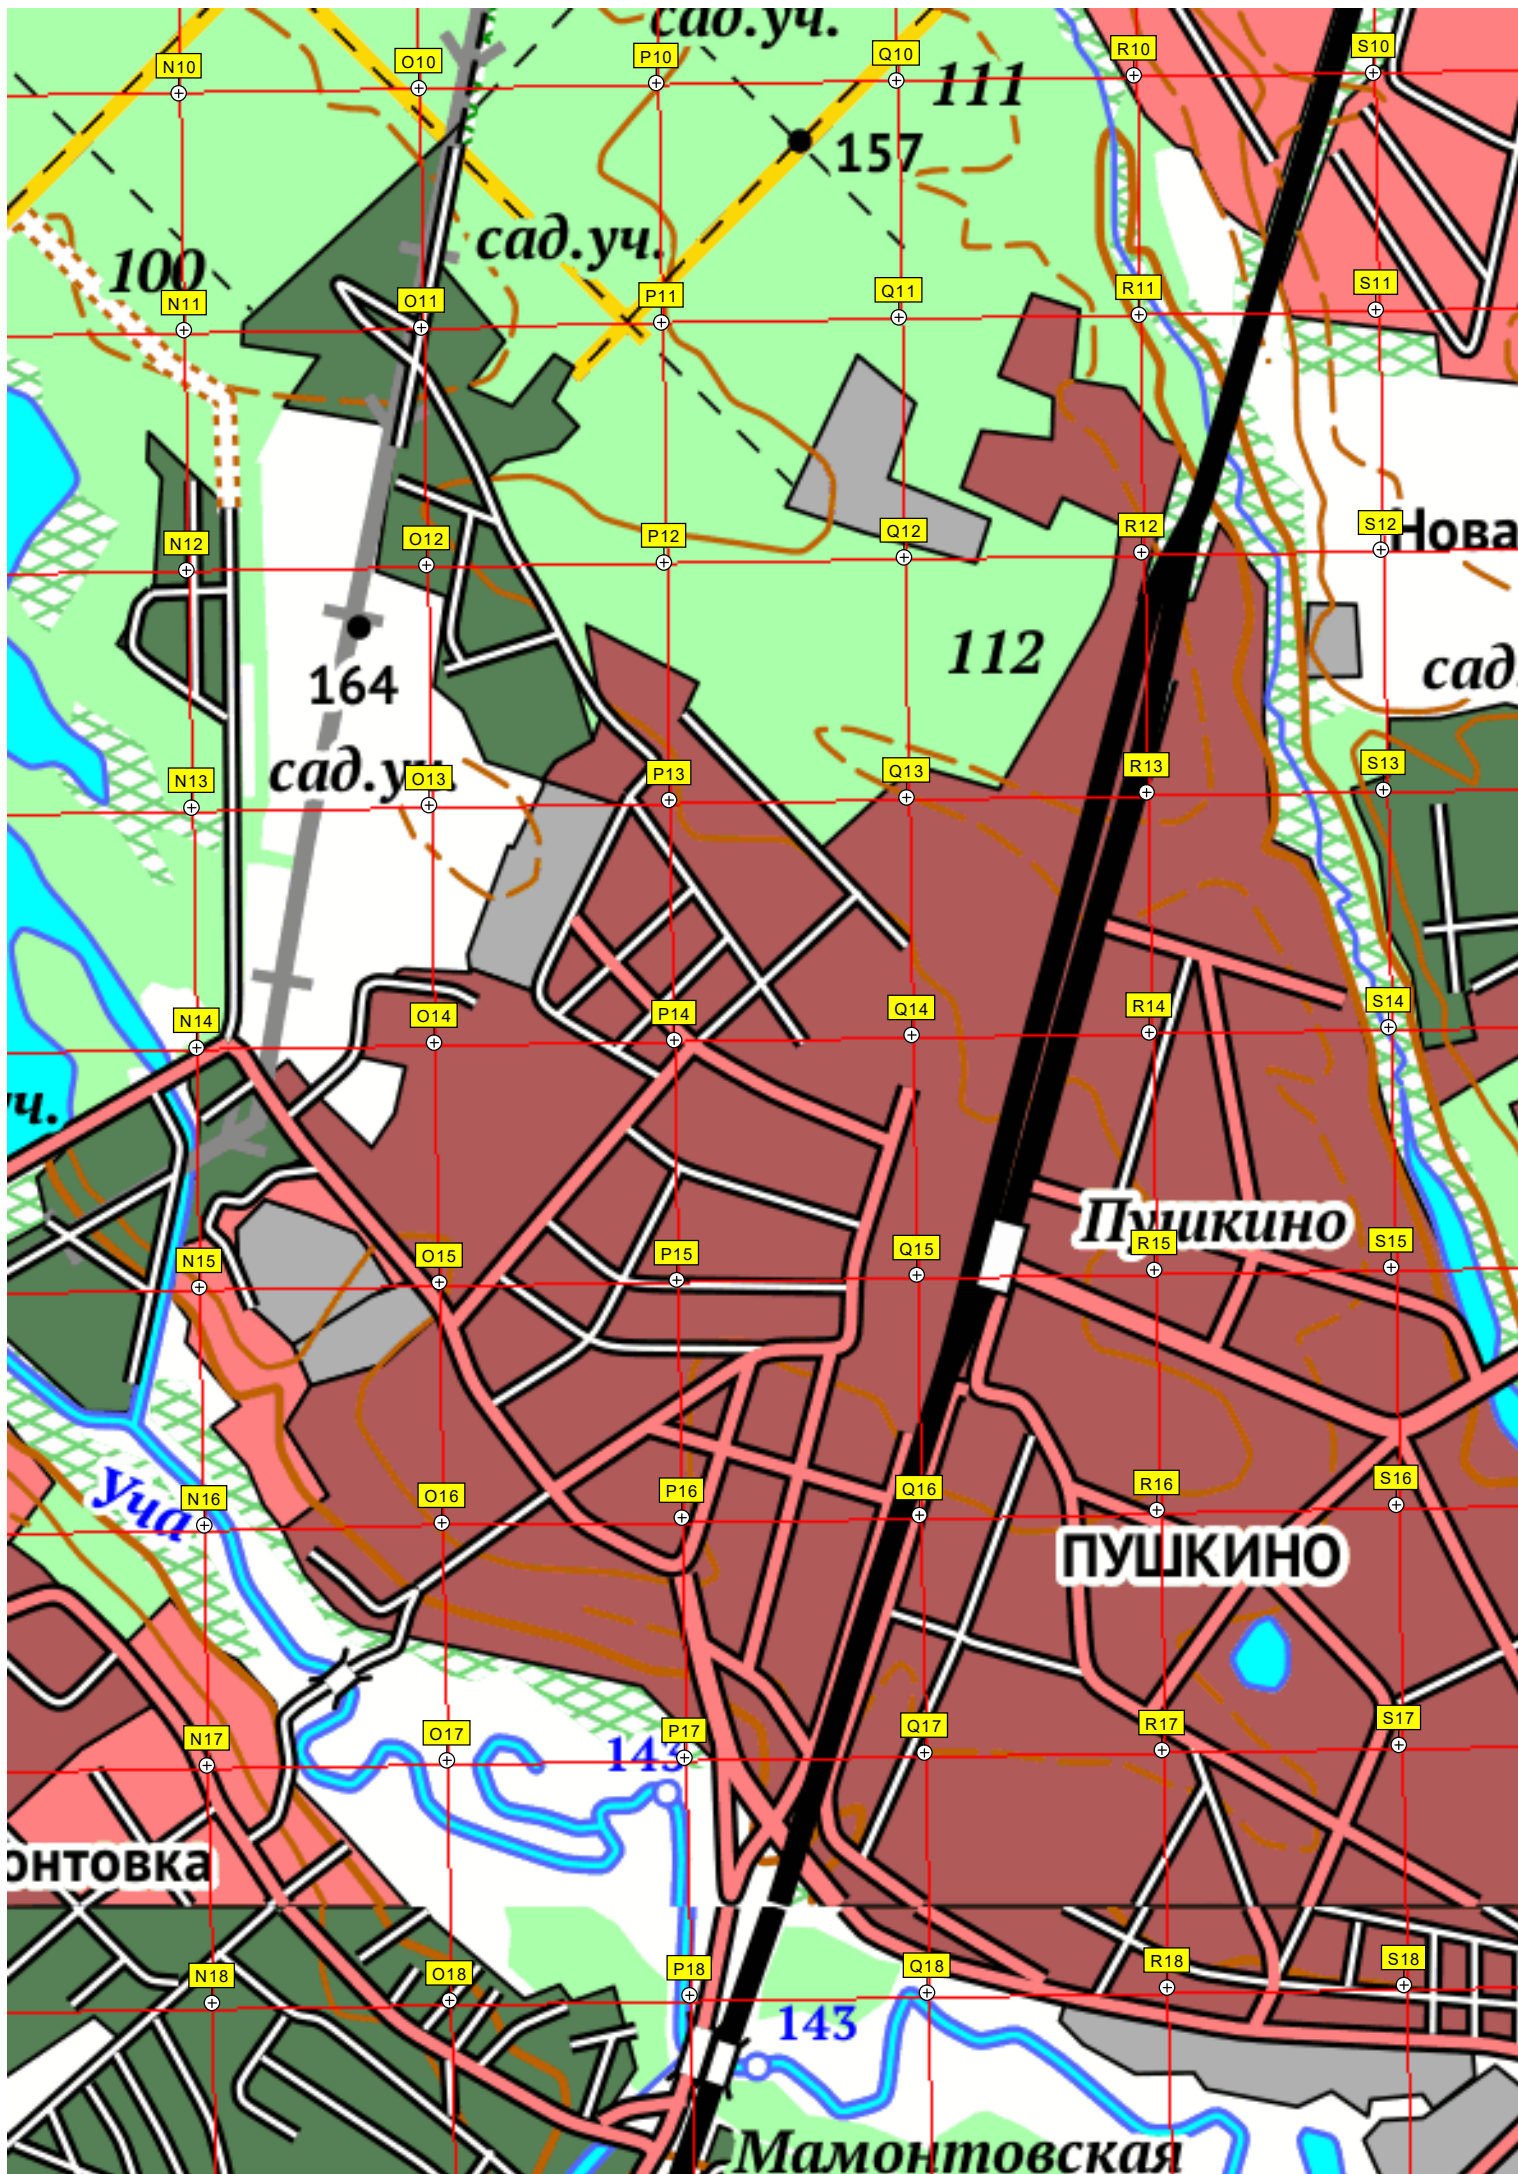 сад.уч.
N10 O10 P10 Q10 R10 S10
111
157
сад.уч.
100
N11 O11 P11 Q11 R11 S11
N12 O12 P12 Q12 R12 S12
Нова
112
сад.
164
сад.уч.
N13 O13 P13 Q13 R13 S13
N14 O14 P14 Q14 R14 S14
уч.
Пушкино
N15 O15 P15 Q15 R15 S15
Уча
N16 O16 P16 Q16 R16 S16
ПУШКИНО
N17 O17 P17 Q17 R17 S17
143
онтовка
N18 O18 P18 Q18 R18 S18
143
Мамонтовская